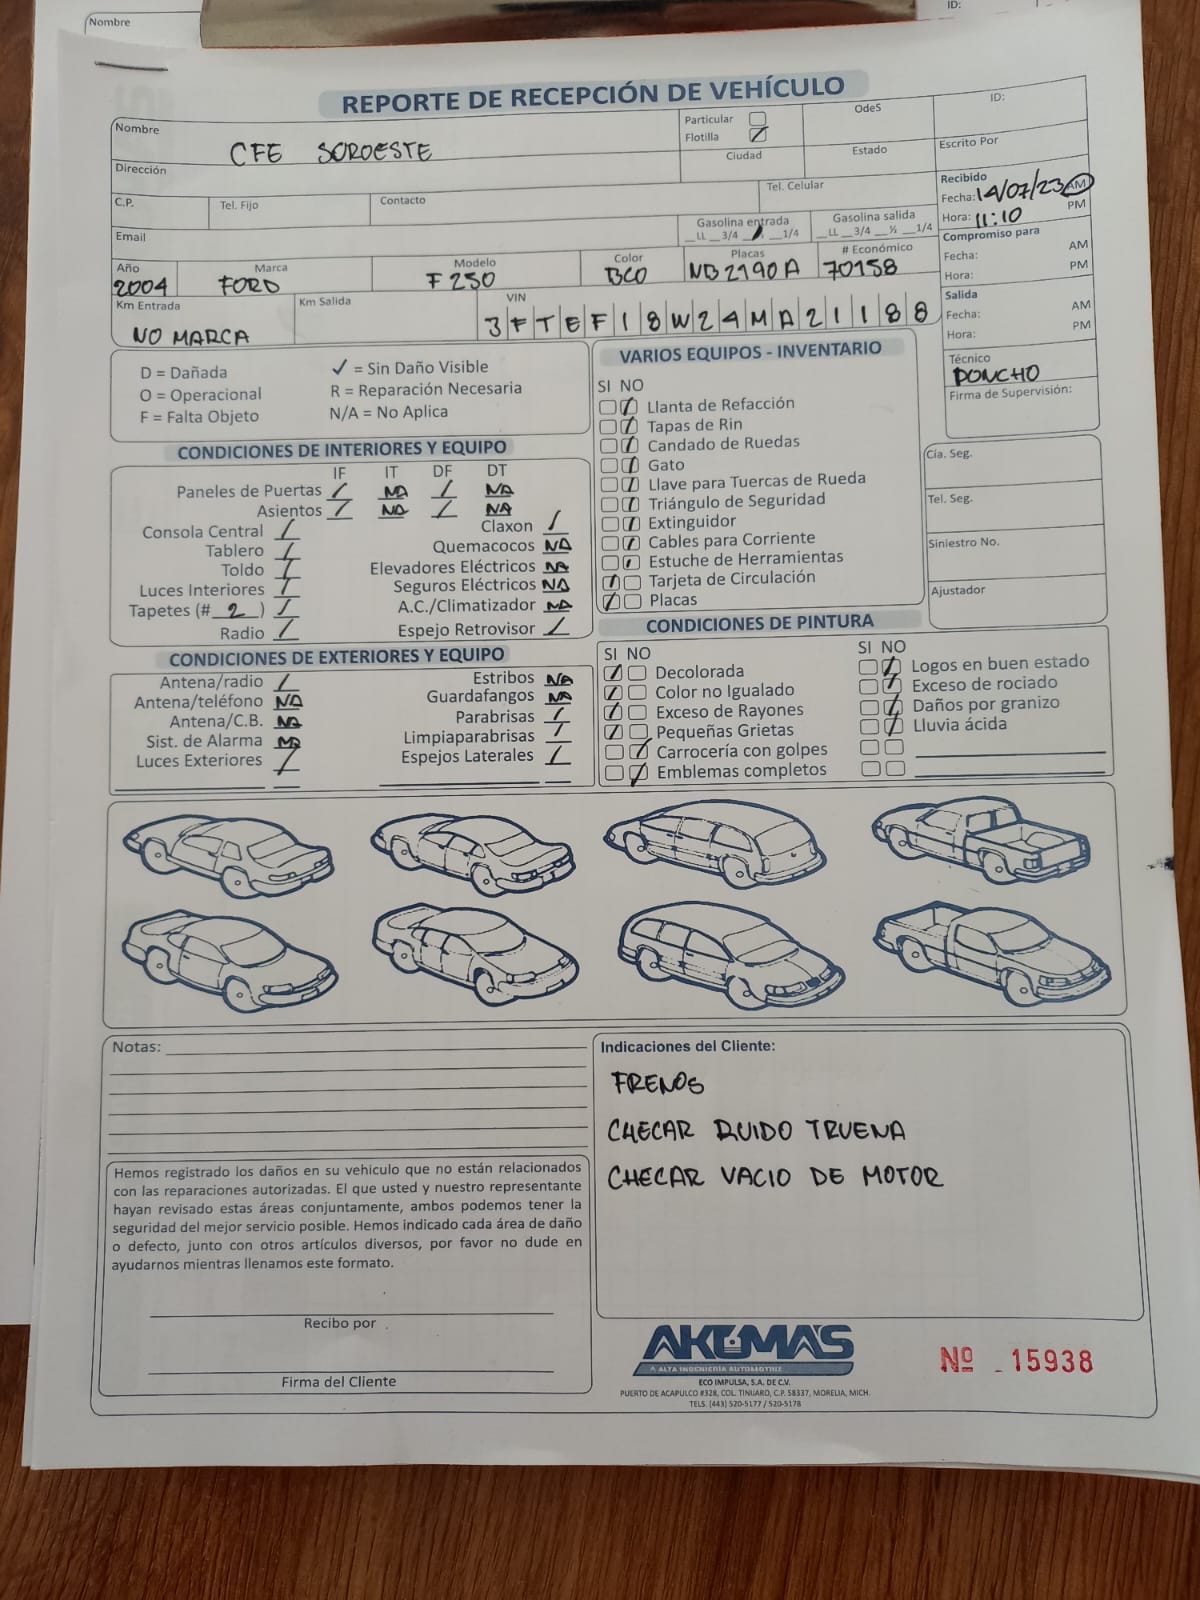 Nombre
ID:
REPORTE DE RECEPCIÓN DE VEHÍCULO
Nombre
CFE SUROESTE
Particular
Flotilla
OdeS
ID:
Dirección
Ciudad
Estado
Escrito Por
C.P.
Tel. Fijo
Contacto
Tel. Celular
Recibido
Fecha: 14/07/23 AM
Hora: 11:10 PM
Email
Gasolina entrada
__LL __3/4 __½ __1/4
Gasolina salida
__LL __3/4 __½ __1/4
Compromiso para
Fecha: AM
Hora: PM
Año
2004
Marca
FORD
Modelo
F 250
Color
BCO
Placas
NB2190A
# Económico
70158
Km Entrada
NO MARCA
Km Salida
VIN
3FTEF18W24MA21188
Salida
Fecha: AM
Hora: PM
Técnico
PONCHO
Firma de Supervisión:
D = Dañada
O = Operacional
F = Falta Objeto
✓ = Sin Daño Visible
R = Reparación Necesaria
N/A = No Aplica
VARIOS EQUIPOS - INVENTARIO
SI NO
Llanta de Refacción
Tapas de Rin
Candado de Ruedas
Gato
Llave para Tuercas de Rueda
Triángulo de Seguridad
Extinguidor
Cables para Corriente
Estuche de Herramientas
Tarjeta de Circulación
Placas
Cía. Seg.
Tel. Seg.
Siniestro No.
Ajustador
CONDICIONES DE INTERIORES Y EQUIPO
IF IT DF DT
Paneles de Puertas ✓ NA ✓ NA
Asientos ✓ NA ✓ NA
Consola Central ✓
Tablero ✓
Toldo ✓
Luces Interiores ✓
Tapetes (# 2 ) ✓
Radio ✓
Claxon ✓
Quemacocos NA
Elevadores Eléctricos NA
Seguros Eléctricos NA
A.C./Climatizador NA
Espejo Retrovisor ✓
CONDICIONES DE EXTERIORES Y EQUIPO
Antena/radio ✓
Antena/teléfono NA
Antena/C.B. NA
Sist. de Alarma NA
Luces Exteriores ✓
Estribos NA
Guardafangos NA
Parabrisas ✓
Limpiaparabrisas ✓
Espejos Laterales ✓
CONDICIONES DE PINTURA
SI NO
Decolorada
Color no Igualado
Exceso de Rayones
Pequeñas Grietas
Carrocería con golpes
Emblemas completos
SI NO
Logos en buen estado
Exceso de rociado
Daños por granizo
Lluvia ácida
Notas:
Indicaciones del Cliente:
FRENOS
CHECAR RUIDO TRUENA
CHECAR VACIO DE MOTOR
Hemos registrado los daños en su vehiculo que no están relacionados
con las reparaciones autorizadas. El que usted y nuestro representante
hayan revisado estas áreas conjuntamente, ambos podemos tener la
seguridad del mejor servicio posible. Hemos indicado cada área de daño
o defecto, junto con otros artículos diversos, por favor no dude en
ayudarnos mientras llenamos este formato.
Recibo por
Firma del Cliente
AKUMA'S
ALTA INGENIERÍA AUTOMOTRIZ
ECO IMPULSA, S.A. DE C.V.
PUERTO DE ACAPULCO #328, COL. TINIJARO, C.P. 58337, MORELIA, MICH.
TELS. (443) 520-5177 / 520-5178
Nº 15938